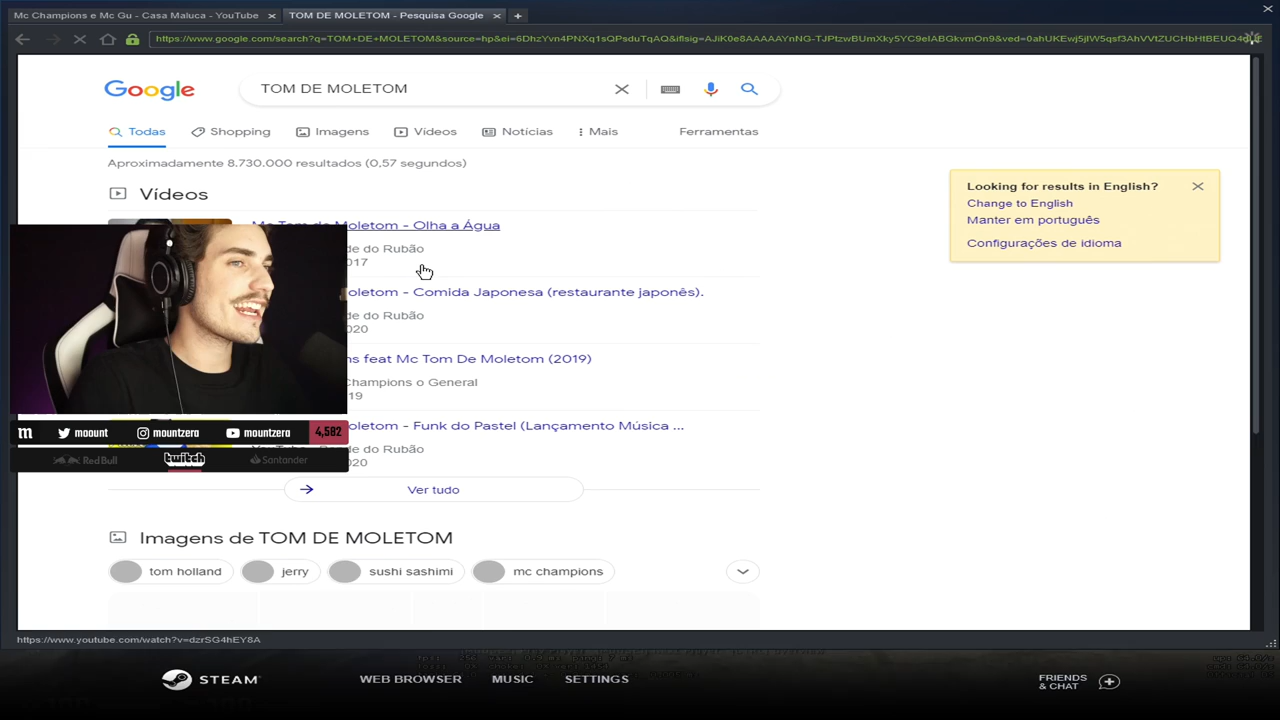 Mc Champions e Mc Gu - Casa Maluca - YouTube
TOM DE MOLETOM - Pesquisa Google
Google
TOM DE MOLETOM
Todas
Shopping
Imagens
Vídeos
Notícias
Mais
Ferramentas
Aproximadamente 8.730.000 resultados (0,57 segundos)
Looking for results in English?
Change to English
Manter em português
Configurações de idioma
Vídeos
Mc Tom de Moletom - Olha a Água
de do Rubão
017
oletom - Comida Japonesa (restaurante japonês).
de do Rubão
020
ns feat Mc Tom De Moletom (2019)
Champions o General
19
oletom - Funk do Pastel (Lançamento Música ...
de do Rubão
020
m
maount
mountzera
mountzera
4,582
Red Bull
twitch
Santander
Ver tudo
Imagens de TOM DE MOLETOM
tom holland
jerry
sushi sashimi
mc champions
https://www.youtube.com/watch?v=dzrSG4hEY8A
STEAM
WEB BROWSER
MUSIC
SETTINGS
FRIENDS
& CHAT